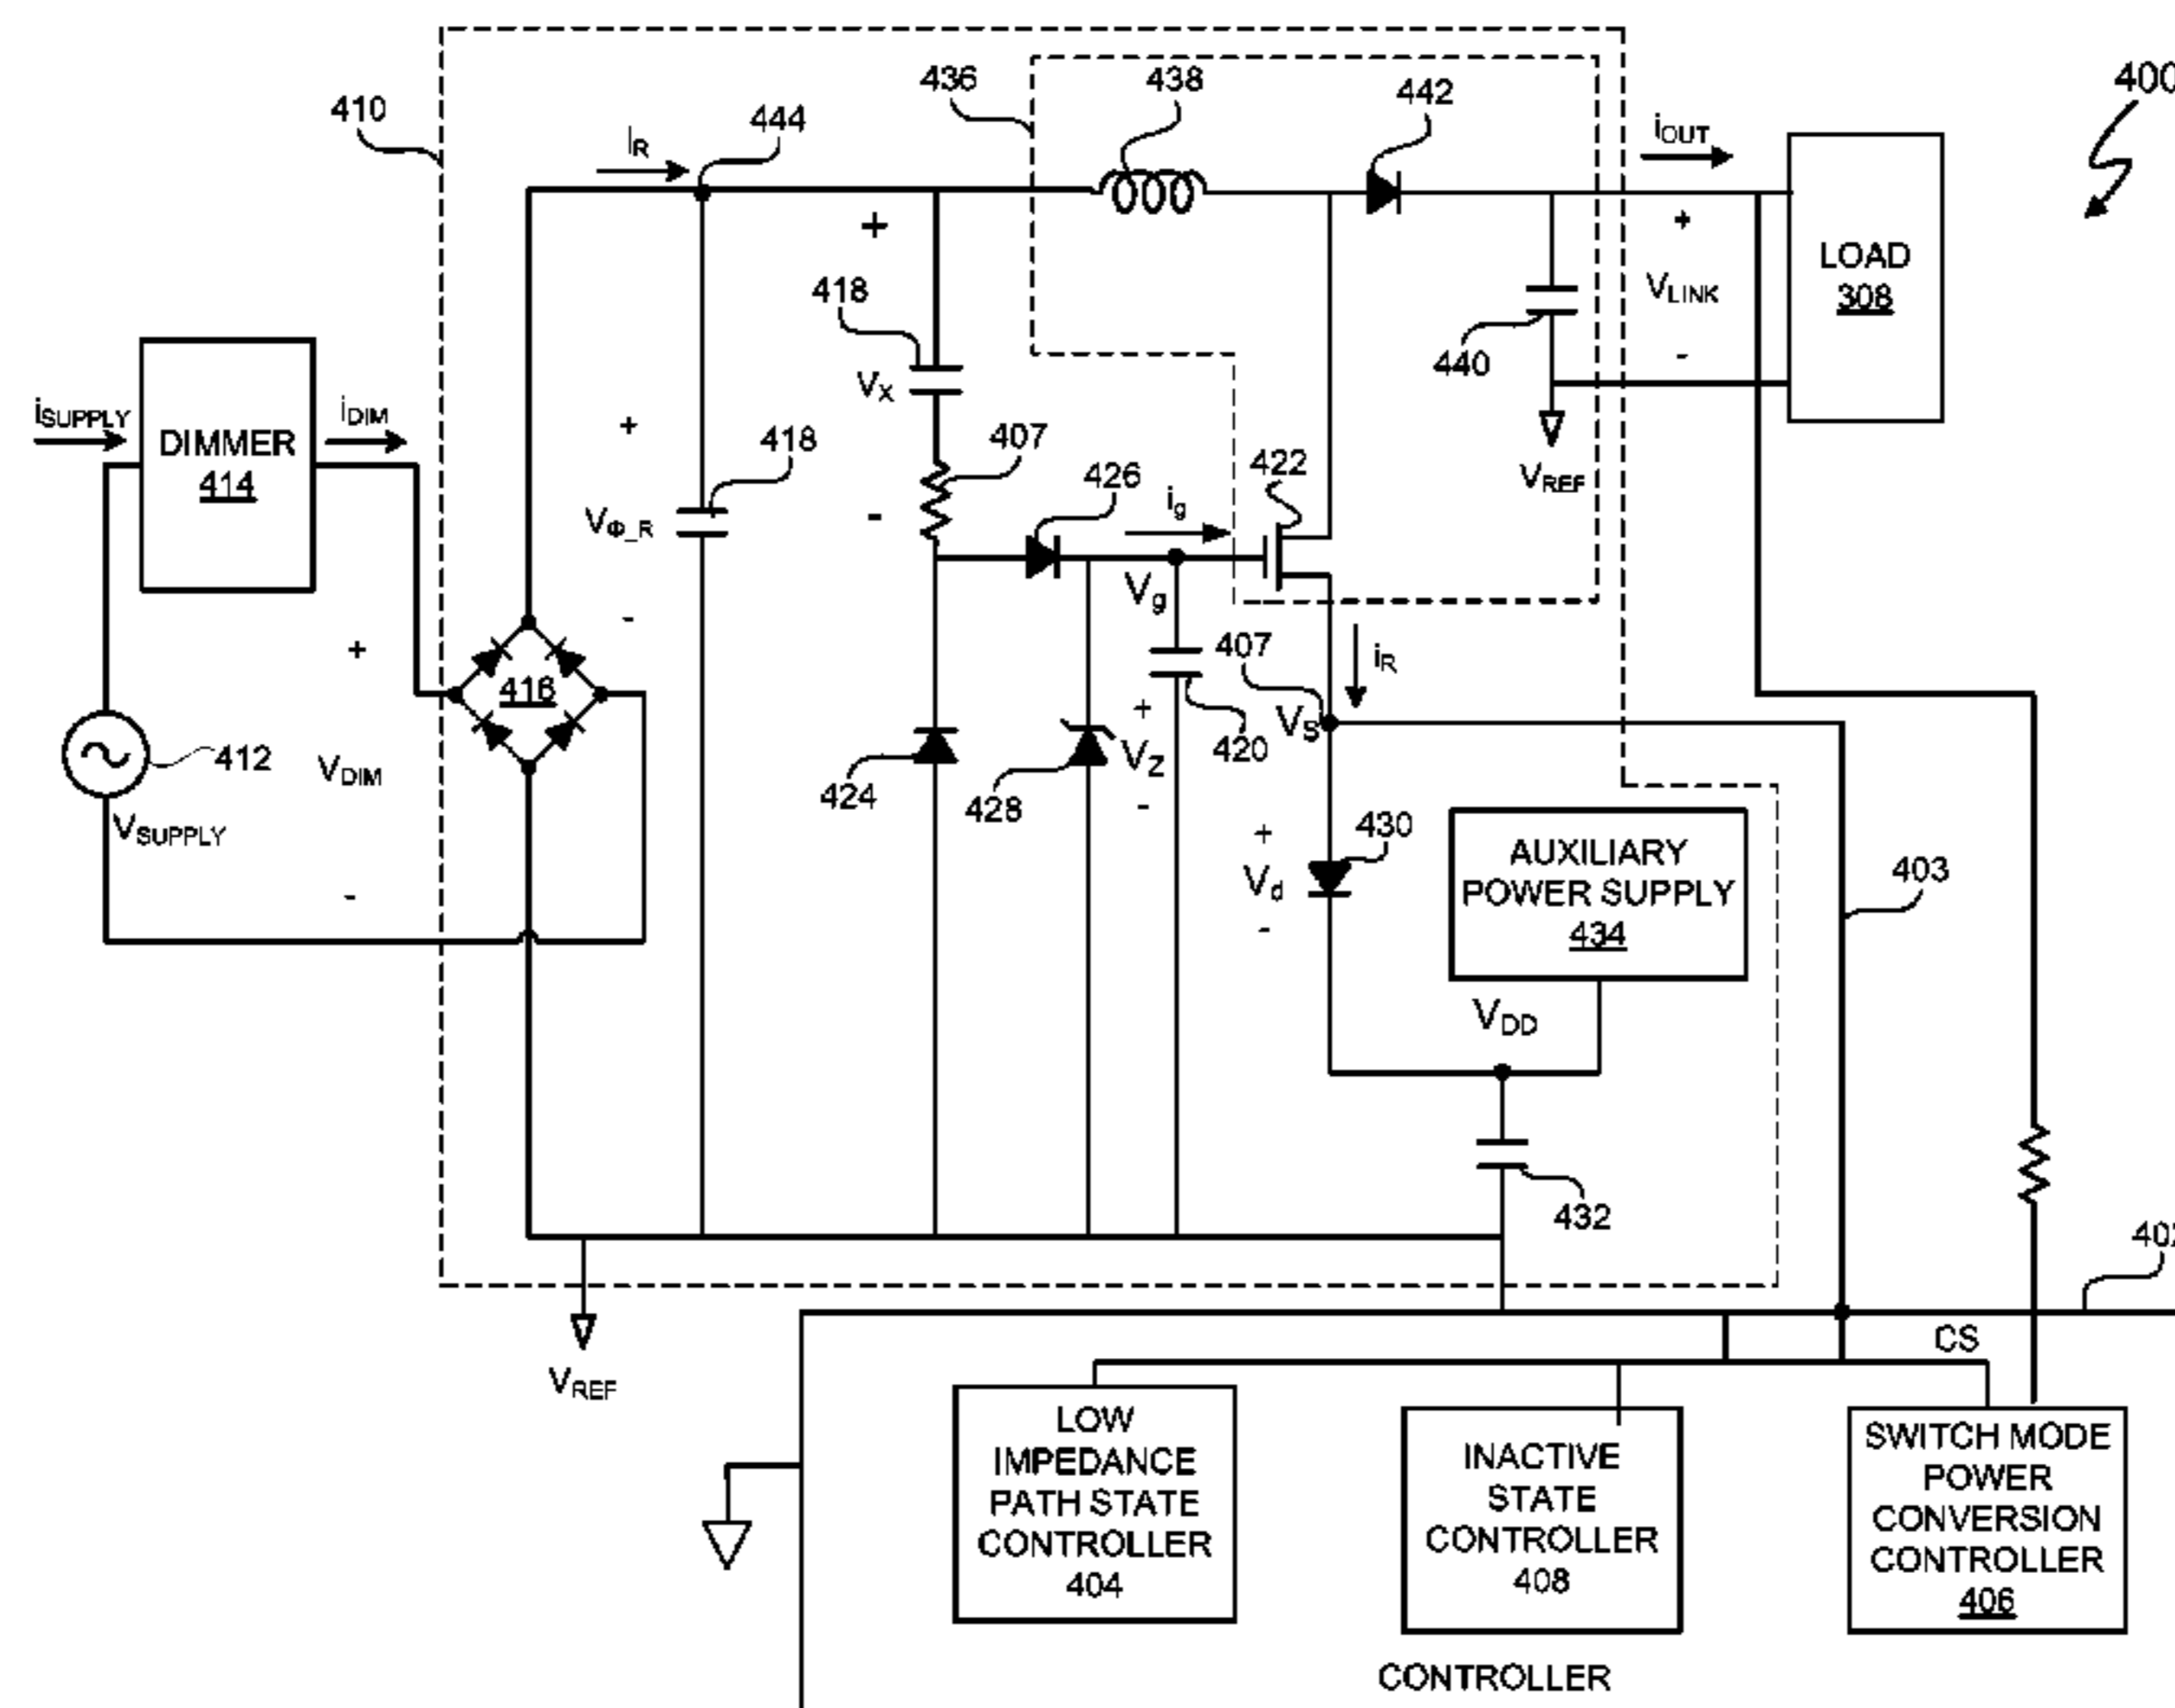 400
436
438
442
410
444
iR
iOUT
LOAD
308
+
+
VLINK
-
418
VX
440
VREF
iSUPPLY
DIMMER
414
iDIM
+
418
VΦ_R
-
407
-
426
ig
422
Vg
407
iR
VS
+
416
+
VZ
-
420
412
VDIM
VSUPPLY
-
424
428
+
Vd
-
430
AUXILIARY
POWER SUPPLY
434
403
VDD
432
VREF
CS
LOW
IMPEDANCE
PATH STATE
CONTROLLER
404
INACTIVE
STATE
CONTROLLER
408
SWITCH MODE
POWER
CONVERSION
CONTROLLER
406
CONTROLLER